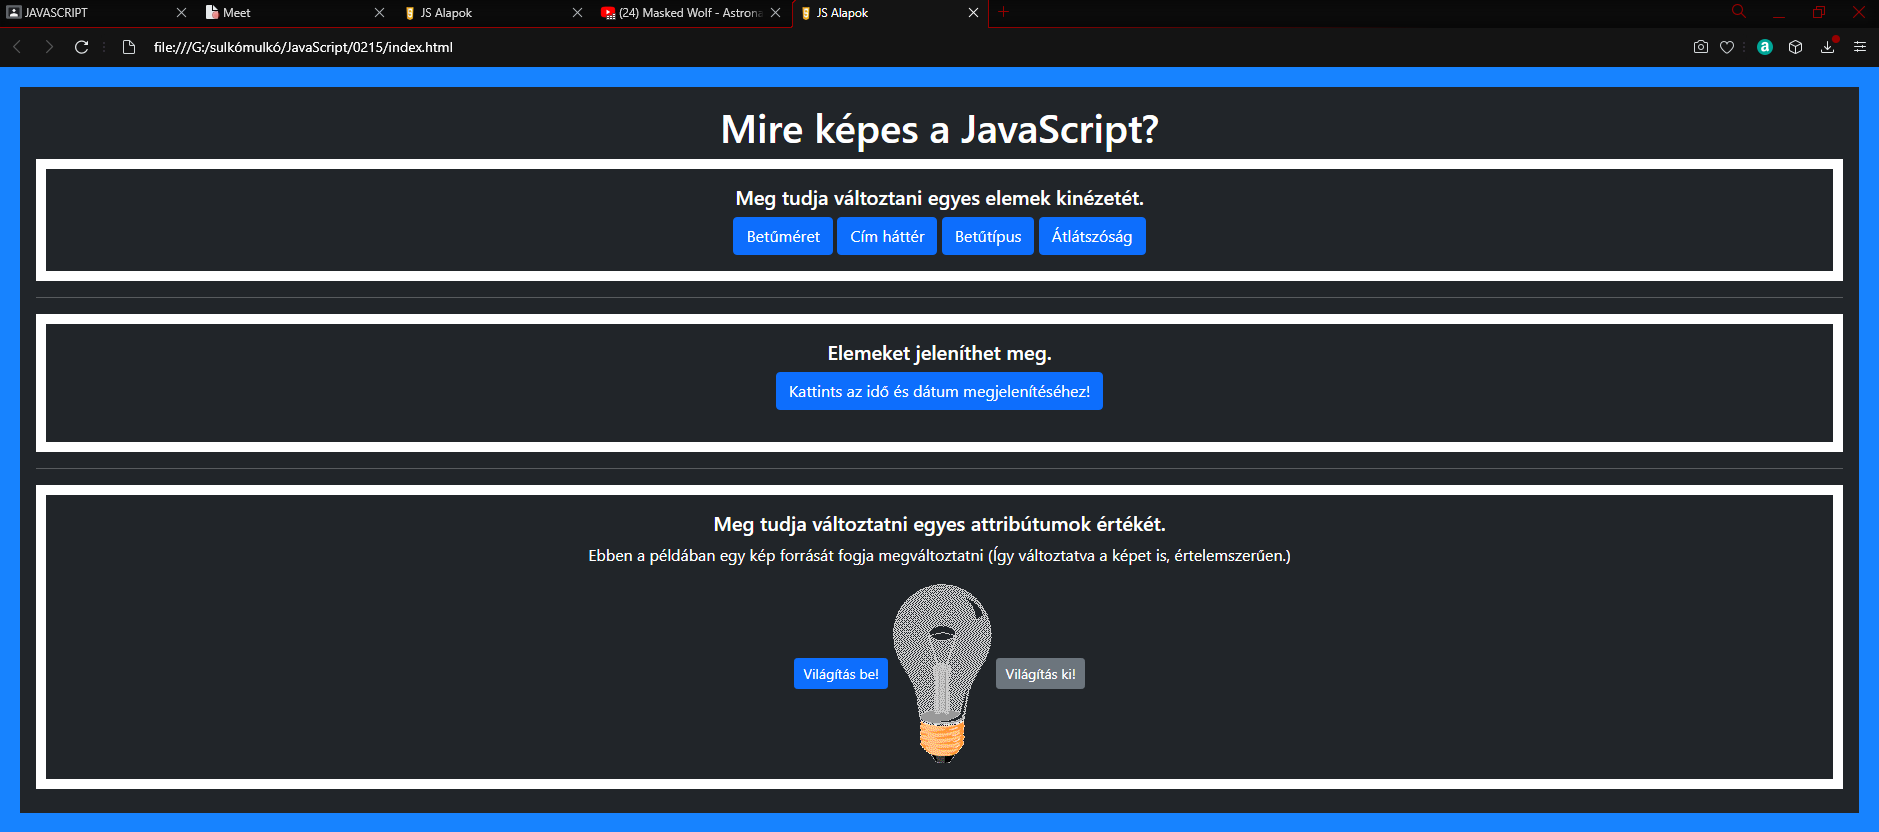 JAVASCRIPT
Meet
JS Alapok
(24) Masked Wolf - Astrona
JS Alapok
file:///G:/sulkómulkó/JavaScript/0215/index.html
Mire képes a JavaScript?
Meg tudja változtani egyes elemek kinézetét.
Betűméret Cím háttér Betűtípus Átlátszóság
Elemeket jeleníthet meg.
Kattints az idő és dátum megjelenítéséhez!
Meg tudja változtatni egyes attribútumok értékét.
Ebben a példában egy kép forrását fogja megváltoztatni (Így változtatva a képet is, értelemszerűen.)
Világítás be! Világítás ki!